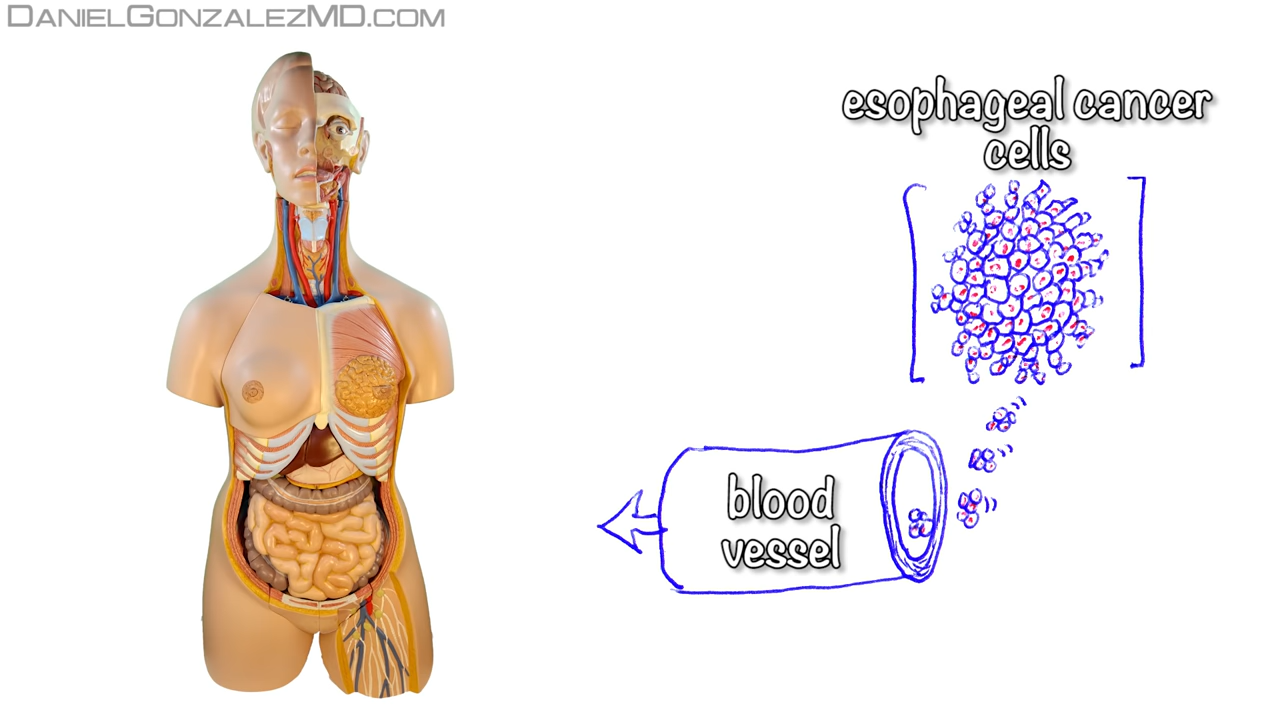 DanielGonzalezMD.com
esophageal cancer
cells
blood
vessel